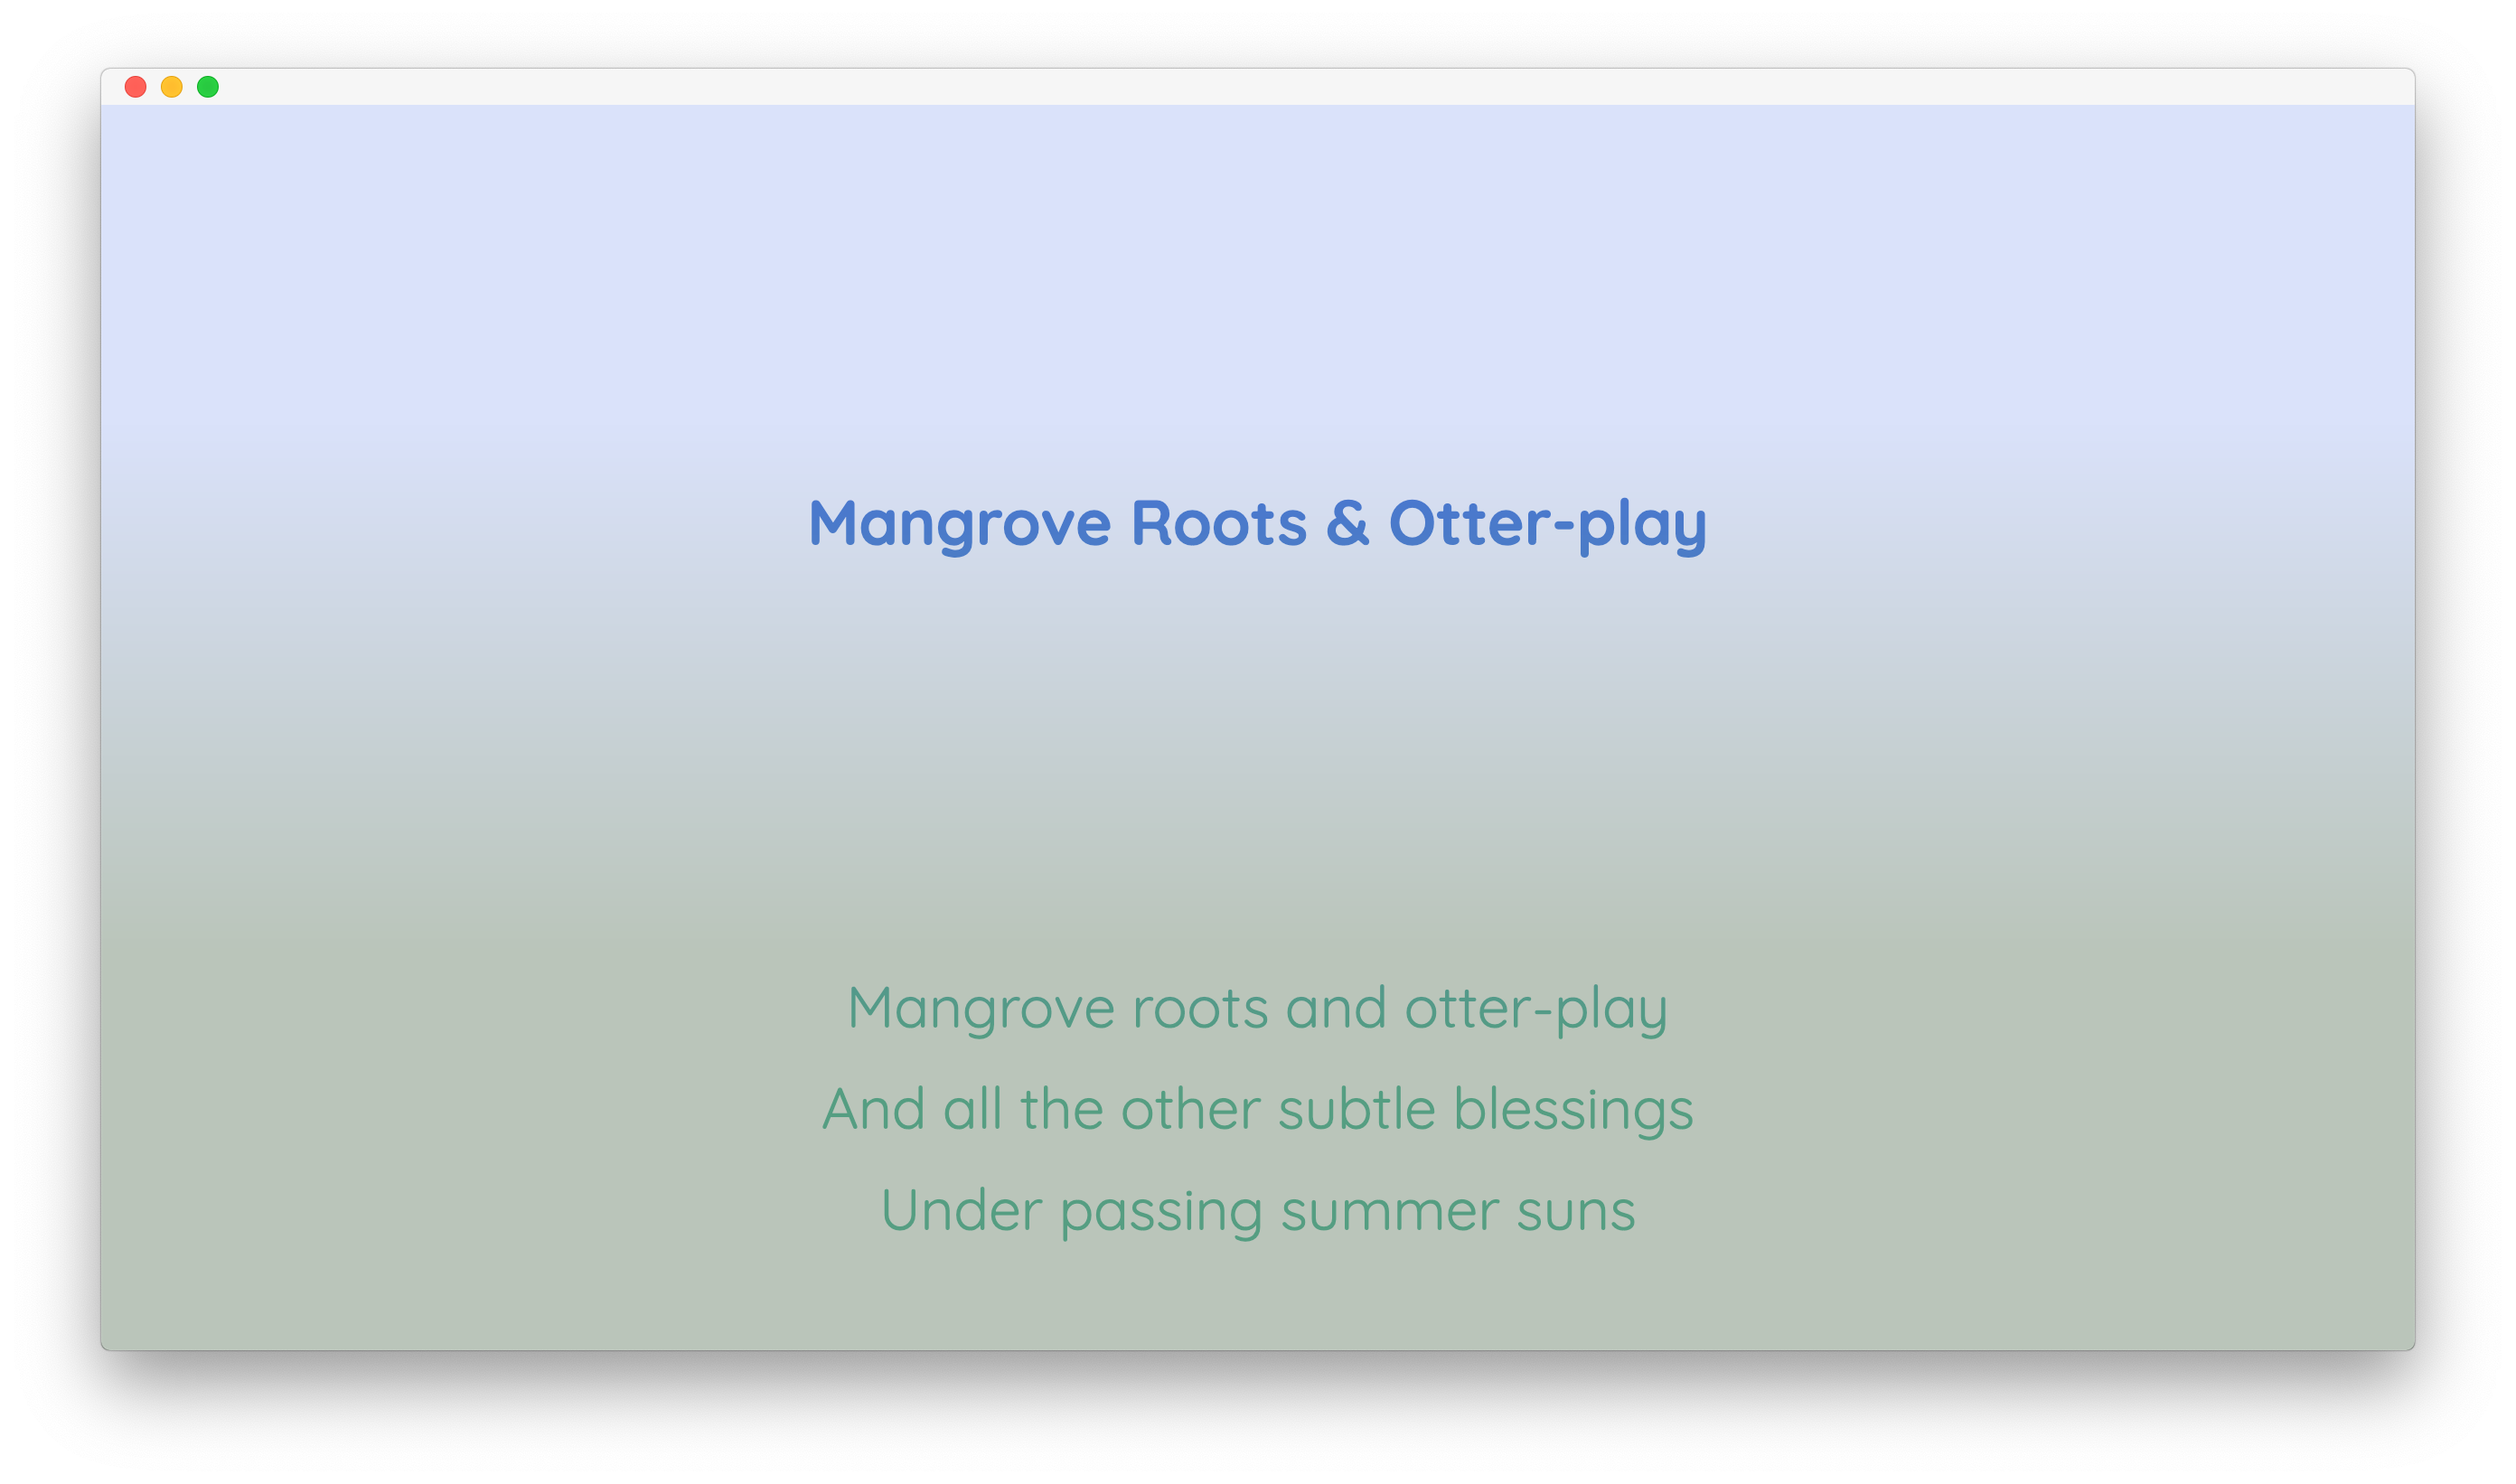 Mangrove Roots & Otter-play
Mangrove roots and otter-play
And all the other subtle blessings
Under passing summer suns